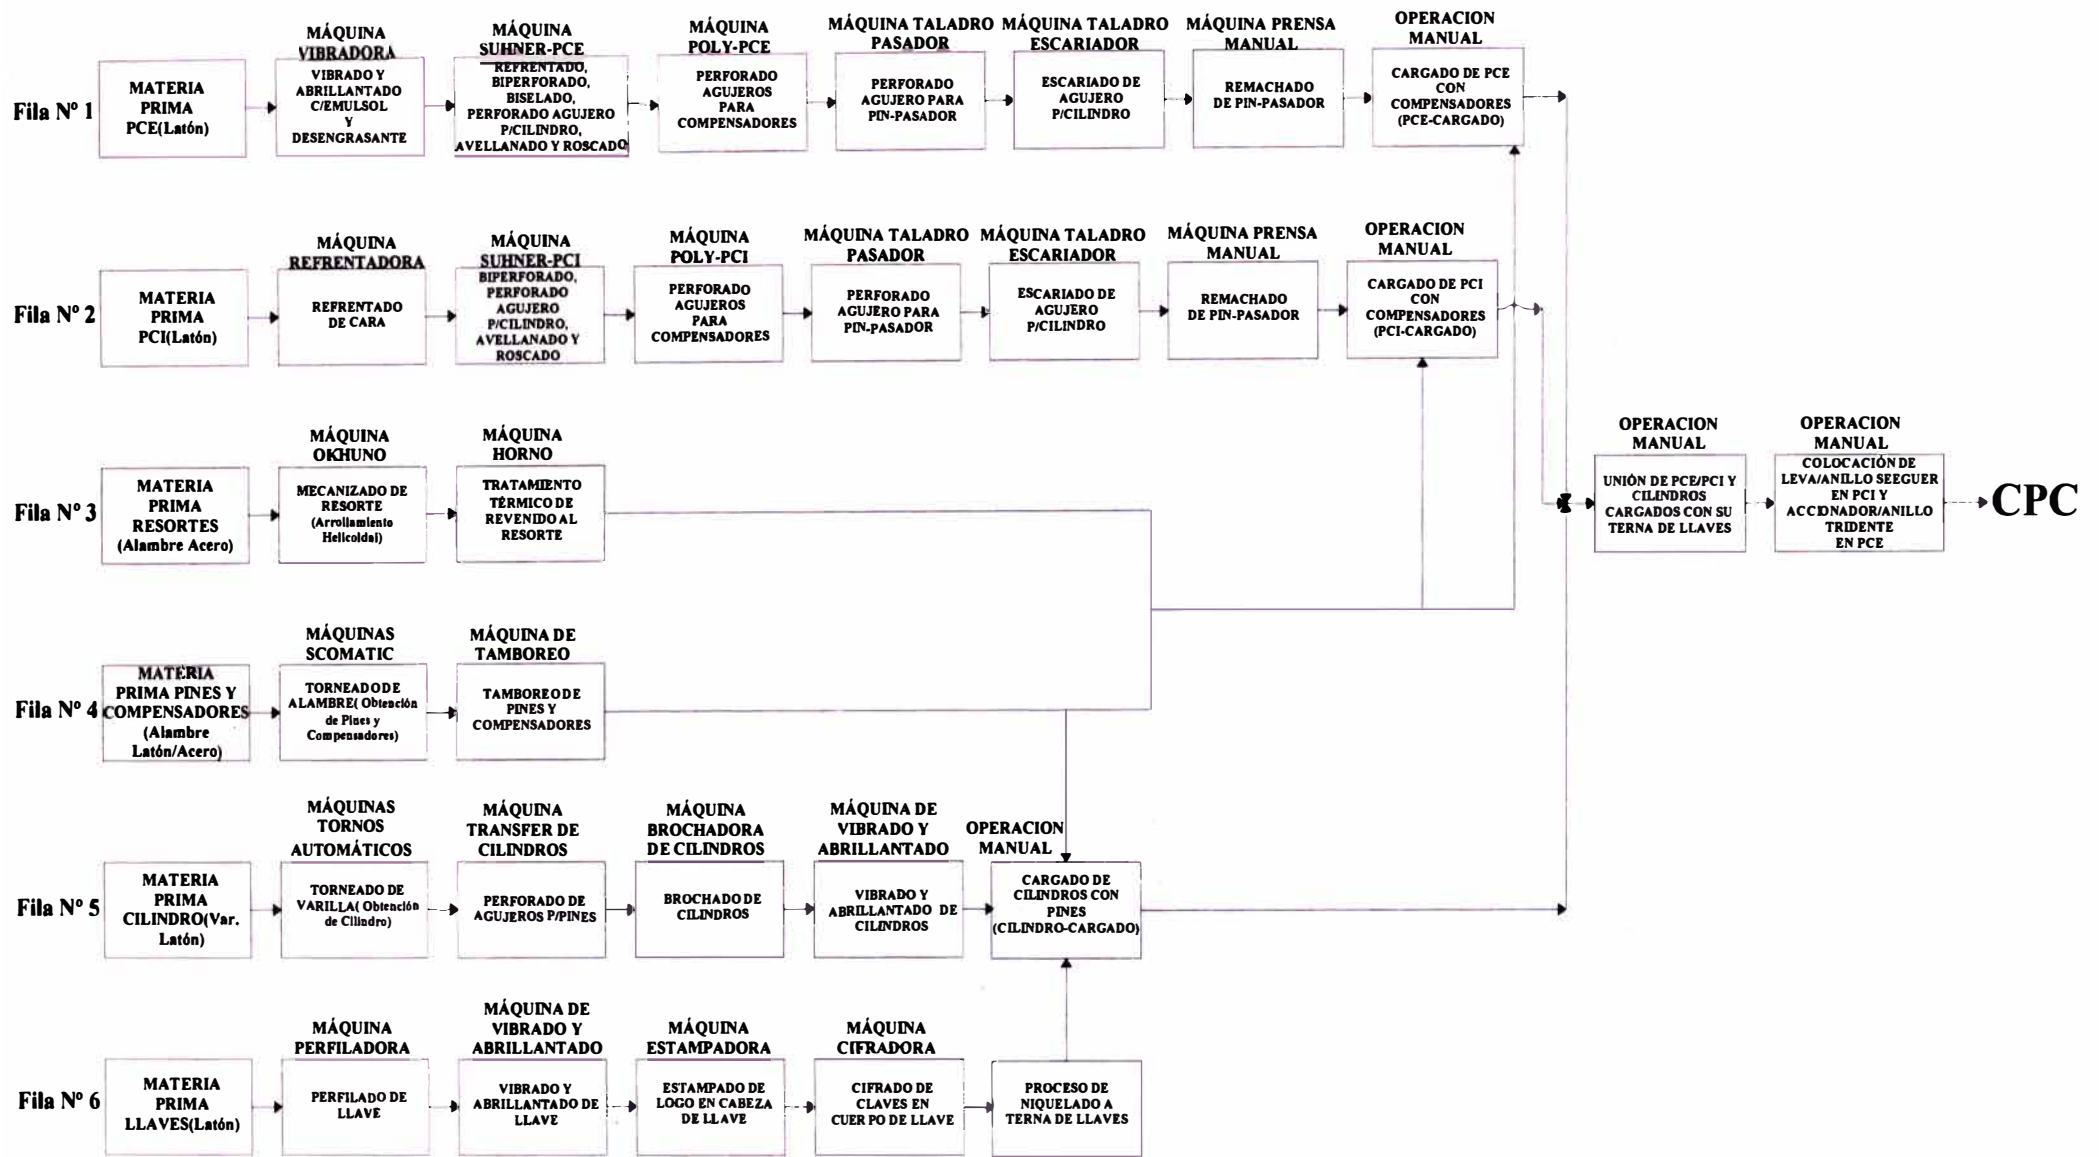 Fila Nº 1
MATERIA
PRIMA
PCE(Latón)
MÁQUINA
VIBRADORA
VIBRADO Y
ABRILLANTADO
C/EMULSOL
Y
DESENGRASANTE
MÁQUINA
SUHNER-PCE
REFRENTADO,
BIPERFORADO,
BISELADO,
PERFORADO AGUJERO
P/CILINDRO,
AVELLANADO Y ROSCADO
MÁQUINA
POLY-PCE
PERFORADO
AGUJEROS
PARA
COMPENSADORES
MÁQUINA TALADRO
PASADOR
PERFORADO
AGUJERO PARA
PIN-PASADOR
MÁQUINA TALADRO
ESCARIADOR
ESCARIADO DE
AGUJERO
P/CILINDRO
MÁQUINA PRENSA
MANUAL
REMACHADO
DE PIN-PASADOR
OPERACION
MANUAL
CARGADO DE PCE
CON
COMPENSADORES
(PCE-CARGADO)
Fila Nº 2
MATERIA
PRIMA
PCI(Latón)
MÁQUINA
REFRENTADORA
REFRENTADO
DE CARA
MÁQUINA
SUHNER-PCI
BIPERFORADO,
PERFORADO
AGUJERO
P/CILINDRO,
AVELLANADO Y
ROSCADO
MÁQUINA
POLY-PCI
PERFORADO
AGUJEROS
PARA
COMPENSADORES
MÁQUINA TALADRO
PASADOR
PERFORADO
AGUJERO PARA
PIN-PASADOR
MÁQUINA TALADRO
ESCARIADOR
ESCARIADO DE
AGUJERO
P/CILINDRO
MÁQUINA PRENSA
MANUAL
REMACHADO
DE PIN-PASADOR
OPERACION
MANUAL
CARGADO DE PCI
CON
COMPENSADORES
(PCI-CARGADO)
Fila Nº 3
MATERIA
PRIMA
RESORTES
(Alambre Acero)
MÁQUINA
OKHUNO
MECANIZADO DE
RESORTE
(Arrollamiento
Helicoidal)
MÁQUINA
HORNO
TRATAMIENTO
TÉRMICO DE
REVENIDO AL
RESORTE
OPERACION
MANUAL
UNIÓN DE PCE/PCI Y
CILINDROS
CARGADOS CON SU
TERNA DE LLAVES
OPERACION
MANUAL
COLOCACIÓN DE
LEVA/ANILLO SEEGUER
EN PCI Y
ACCIONADOR/ANILLO
TRIDENTE
EN PCE
CPC
Fila Nº 4
MATERIA
PRIMA PINES Y
COMPENSADORES
(Alambre
Latón/Acero)
MÁQUINAS
SCOMATIC
TORNEADO DE
ALAMBRE( Obtención
de Pines y
Compensadores)
MÁQUINA DE
TAMBOREO
TAMBOREO DE
PINES Y
COMPENSADORES
Fila Nº 5
MATERIA
PRIMA
CILINDRO(Var.
Latón)
MÁQUINAS
TORNOS
AUTOMÁTICOS
TORNEADO DE
VARILLA( Obtención
de Cilindro)
MÁQUINA
TRANSFER DE
CILINDROS
PERFORADO DE
AGUJEROS P/PINES
MÁQUINA
BROCHADORA
DE CILINDROS
BROCHADO DE
CILINDROS
MÁQUINA DE
VIBRADO Y
ABRILLANTADO
VIBRADO Y
ABRILLANTADO DE
CILINDROS
OPERACION
MANUAL
CARGADO DE
CILINDROS CON
PINES
(CILINDRO-CARGADO)
Fila Nº 6
MATERIA
PRIMA
LLAVES(Latón)
MÁQUINA
PERFILADORA
PERFILADO DE
LLAVE
MÁQUINA DE
VIBRADO Y
ABRILLANTADO
VIBRADO Y
ABRILLANTADO DE
LLAVE
MÁQUINA
ESTAMPADORA
ESTAMPADO DE
LOGO EN CABEZA
DE LLAVE
MÁQUINA
CIFRADORA
CIFRADO DE
CLAVES EN
CUERPO DE LLAVE
PROCESO DE
NIQUELADO A
TERNA DE LLAVES